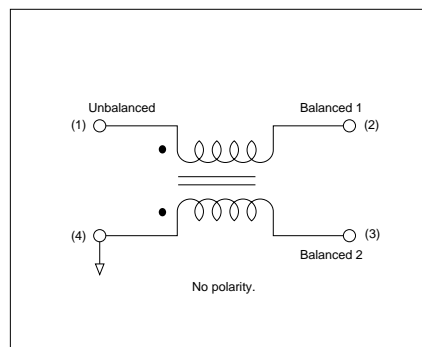 Unbalanced Balanced 1
(1) (2)
(4) (3)
Balanced 2
No polarity.